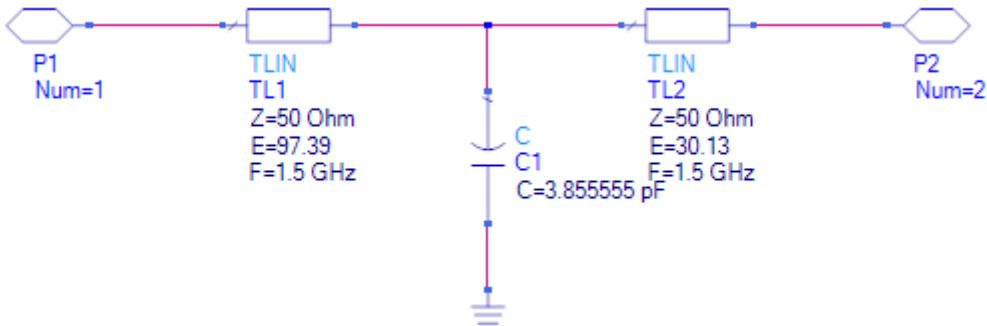 P1
Num=1
TLIN
TL1
Z=50 Ohm
E=97.39
F=1.5 GHz
C
C1
C=3.855555 pF
TLIN
TL2
Z=50 Ohm
E=30.13
F=1.5 GHz
P2
Num=2